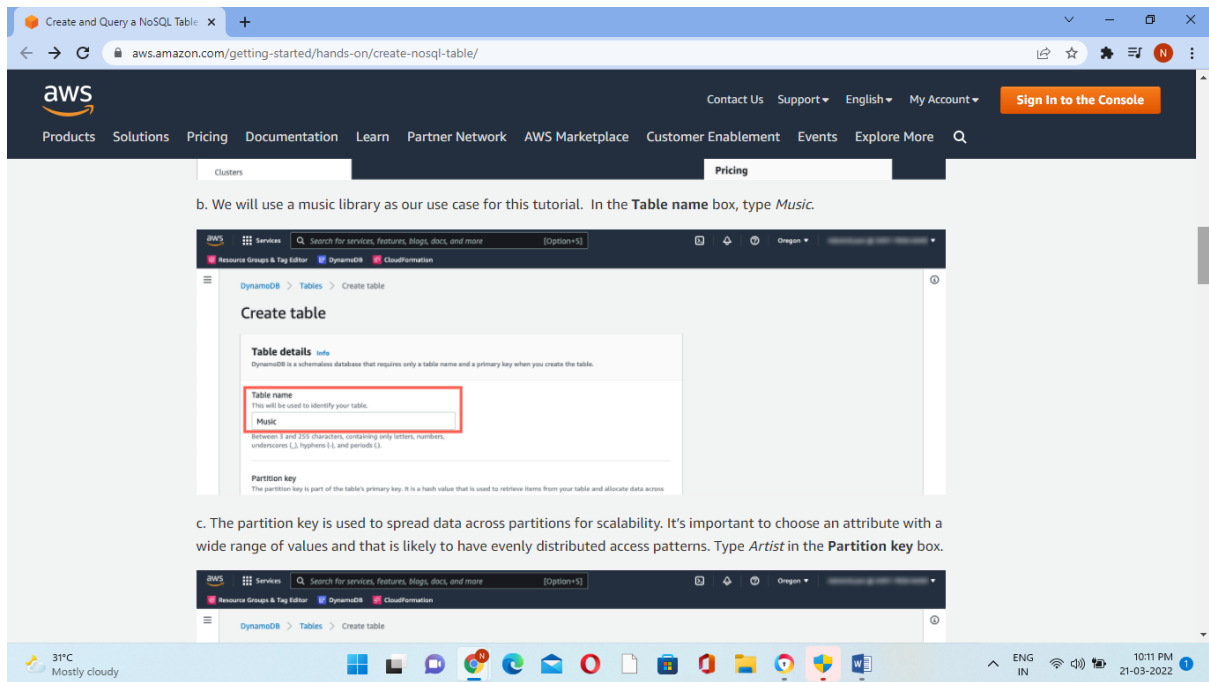 Create and Query a NoSQL Table
aws.amazon.com/getting-started/hands-on/create-nosql-table/
N
aws
Contact Us Support English My Account Sign In to the Console
Products Solutions Pricing Documentation Learn Partner Network AWS Marketplace Customer Enablement Events Explore More
Clusters
Pricing
b. We will use a music library as our use case for this tutorial. In the Table name box, type Music.
aws Services Search for services, features, blogs, docs, and more [Option+S] Oregon
Resource Groups & Tag Editor DynamoDB CloudFormation
DynamoDB > Tables > Create table
Create table
Table details Info
DynamoDB is a schemaless database that requires only a table name and a primary key when you create the table.
Table name
This will be used to identify your table.
Music
Between 3 and 255 characters, containing only letters, numbers,
underscores (_), hyphens (-), and periods (.).
Partition key
The partition key is part of the table's primary key. It is a hash value that is used to retrieve items from your table and allocate data across
c. The partition key is used to spread data across partitions for scalability. It's important to choose an attribute with a
wide range of values and that is likely to have evenly distributed access patterns. Type Artist in the Partition key box.
aws Services Search for services, features, blogs, docs, and more [Option+S] Oregon
Resource Groups & Tag Editor DynamoDB CloudFormation
DynamoDB > Tables > Create table
31°C
Mostly cloudy
N
ENG
IN
10:11 PM
21-03-2022
1